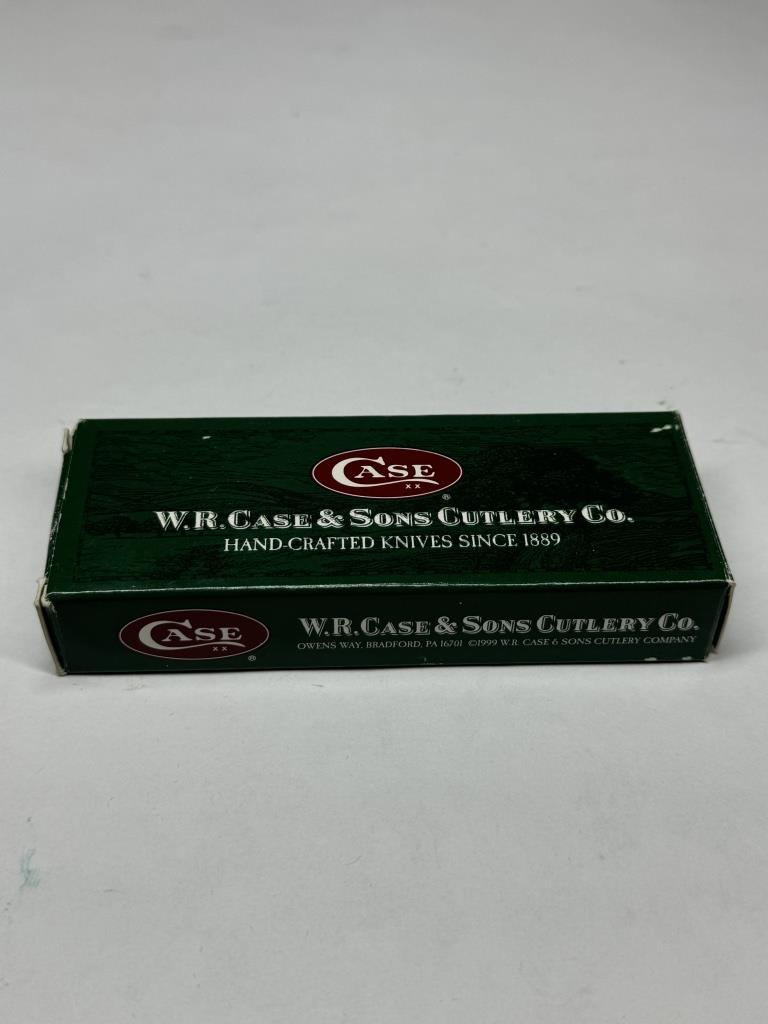 CASE
XX
®
W.R. CASE & SONS CUTLERY CO.
HAND-CRAFTED KNIVES SINCE 1889
CASE
XX
®
W.R. CASE & SONS CUTLERY CO.
OWENS WAY, BRADFORD, PA 16701 ©1999 W.R. CASE & SONS CUTLERY COMPANY